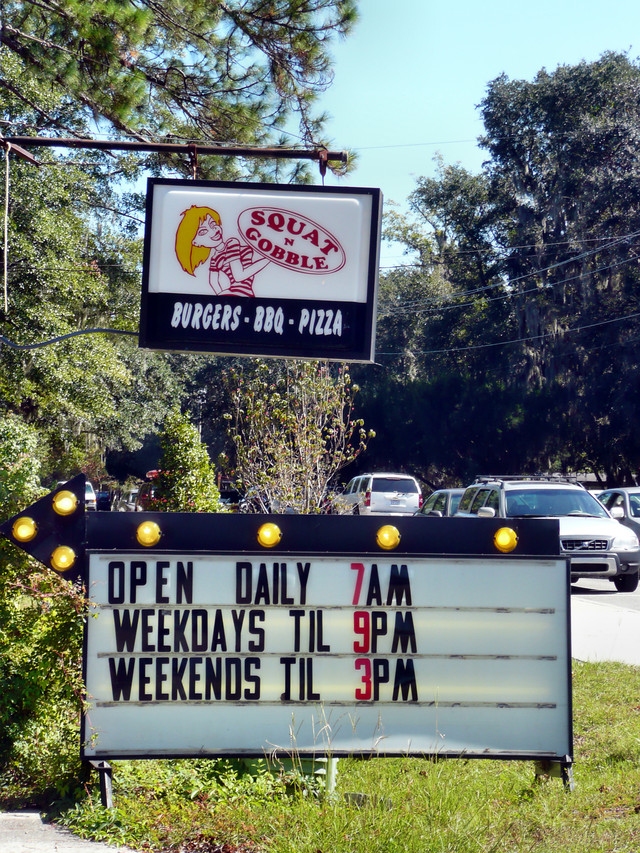 SQUAT
N
GOBBLE
BURGERS - BBQ - PIZZA
OPEN DAILY 7AM
WEEKDAYS TIL 9PM
WEEKENDS TIL 3PM